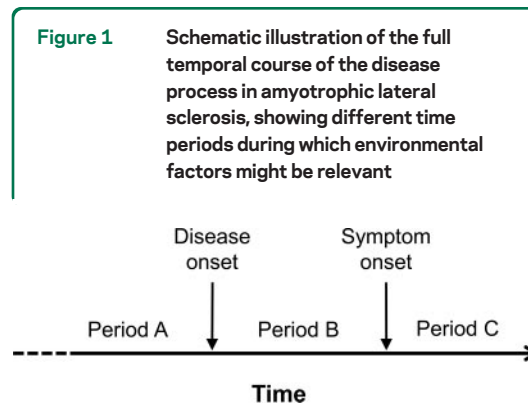 Figure 1 Schematic illustration of the full
temporal course of the disease
process in amyotrophic lateral
sclerosis, showing different time
periods during which environmental
factors might be relevant
Disease
onset
Symptom
onset
Period A Period B Period C
Time